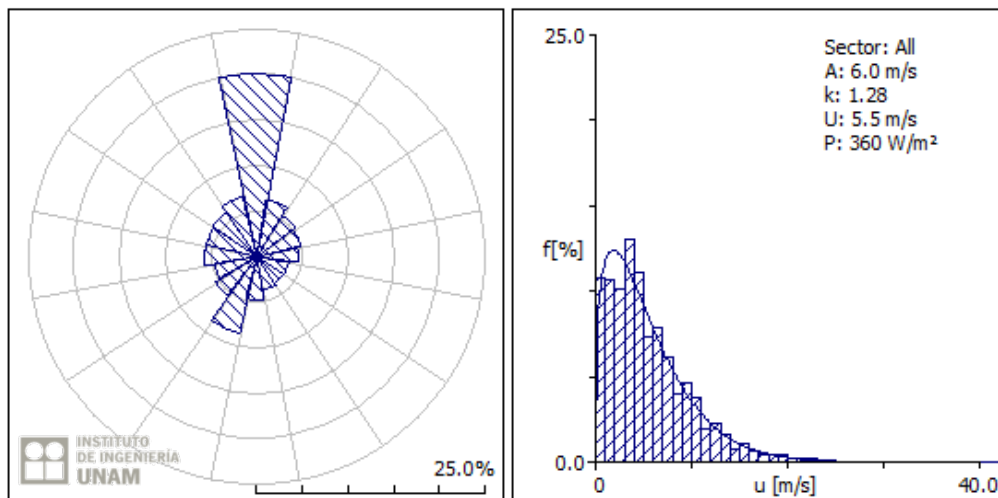 INSTITUTO
DE INGENIERÍA
UNAM
25.0%
25.0
Sector: All
A: 6.0 m/s
k: 1.28
U: 5.5 m/s
P: 360 W/m²
f[%]
0.0
0
u [m/s]
40.0